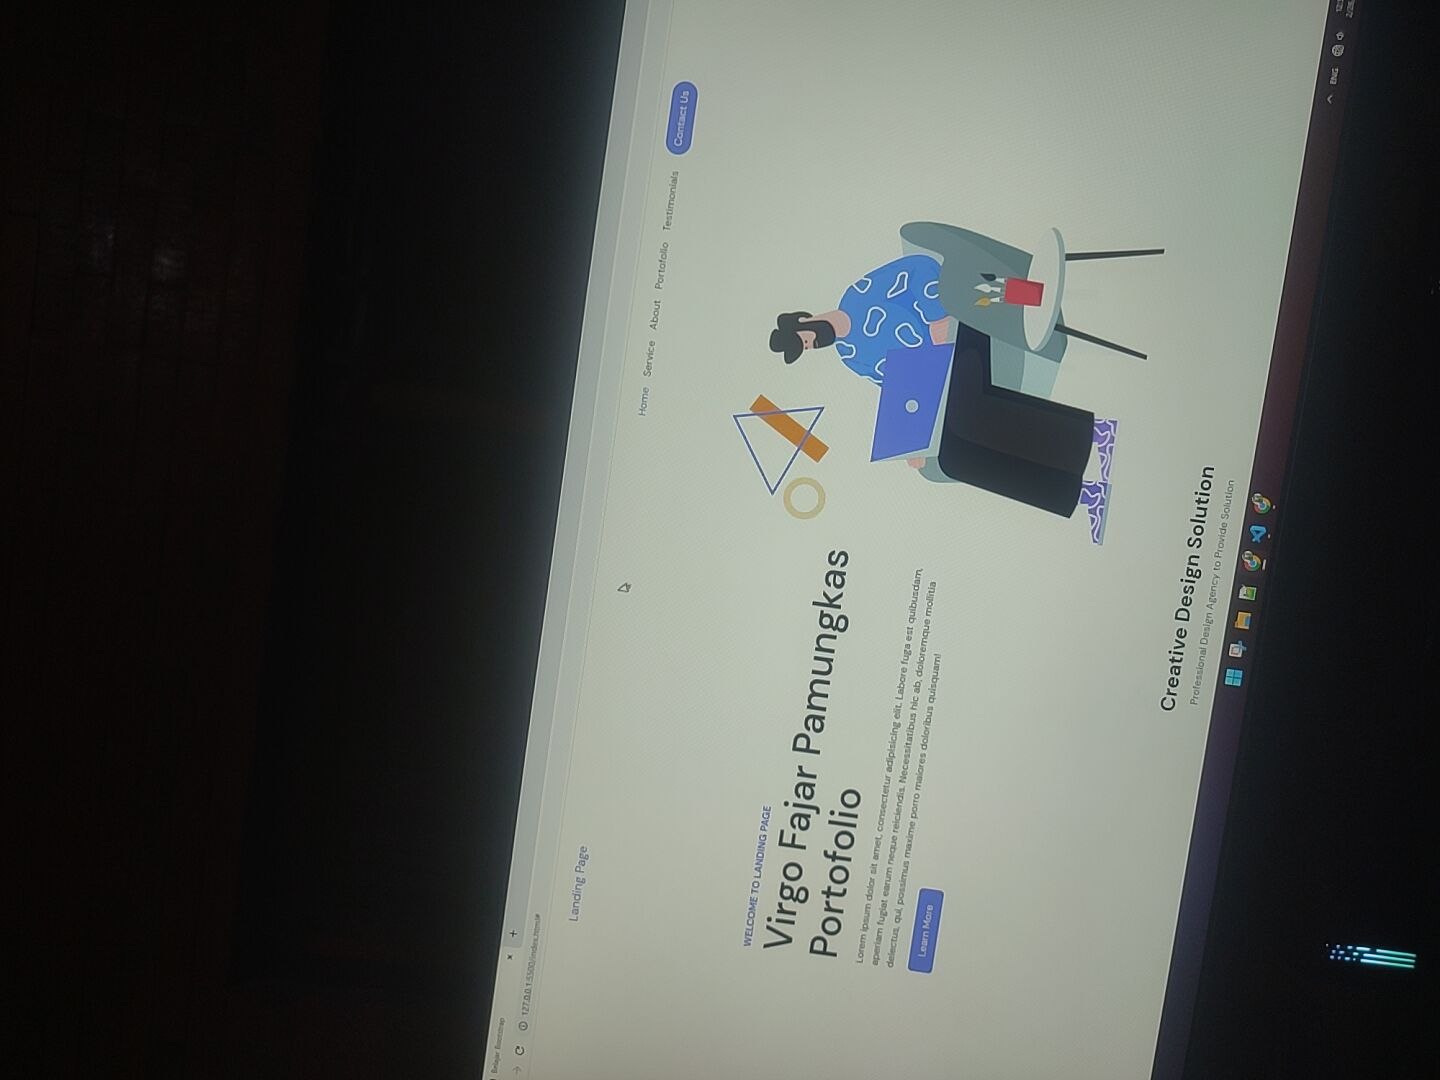 Belajar Bootstrap
127.0.0.1:5500/index.html#
Landing Page
Home Service About Portofolio Testimonials Contact Us
WELCOME TO LANDING PAGE
Virgo Fajar Pamungkas
Portofolio
Lorem ipsum dolor sit amet, consectetur adipisicing elit. Labore fuga est quibusdam,
aperiam fugiat earum neque reiciendis. Necessitatibus hic ab, doloremque mollitia
delectus, qui, possimus maxime porro maiores doloribus quisquam!
Learn More
Creative Design Solution
Professional Design Agency to Provide Solution
ENG